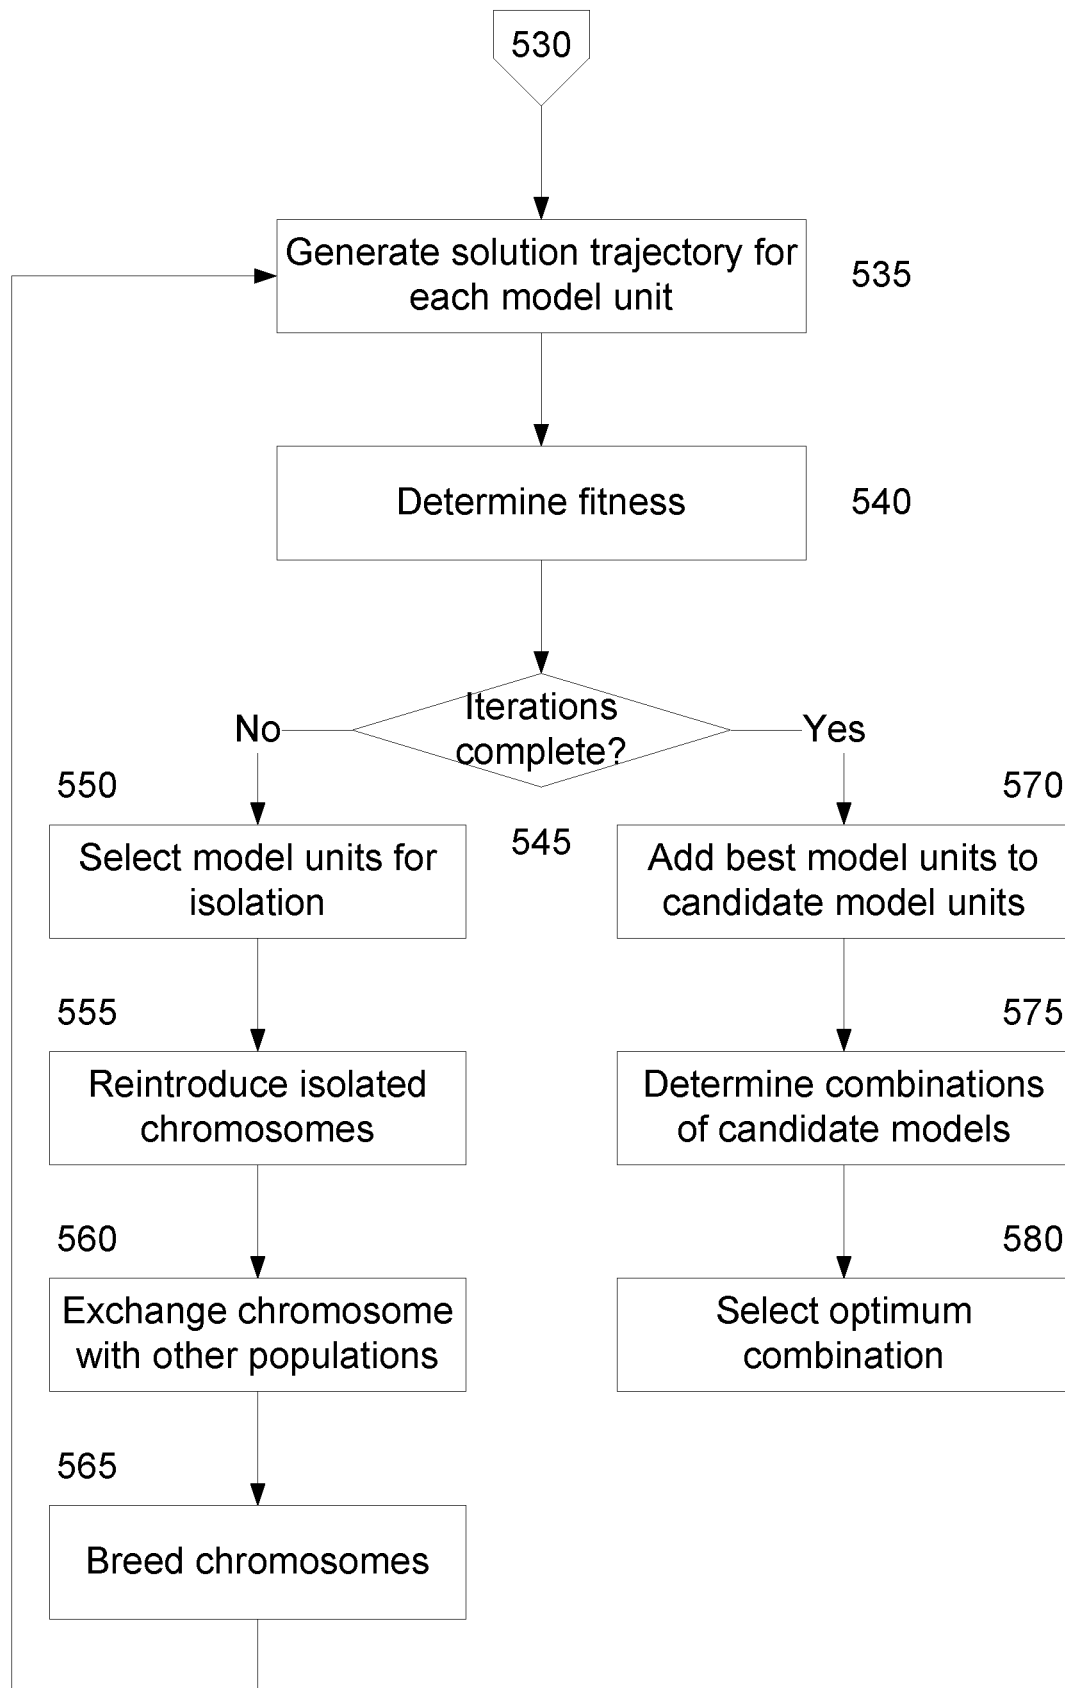 530
Generate solution trajectory for
each model unit
535
Determine fitness
540
Iterations
complete?
No
Yes
545
550
Select model units for
isolation
555
Reintroduce isolated
chromosomes
560
Exchange chromosome
with other populations
565
Breed chromosomes
570
Add best model units to
candidate model units
575
Determine combinations
of candidate models
580
Select optimum
combination